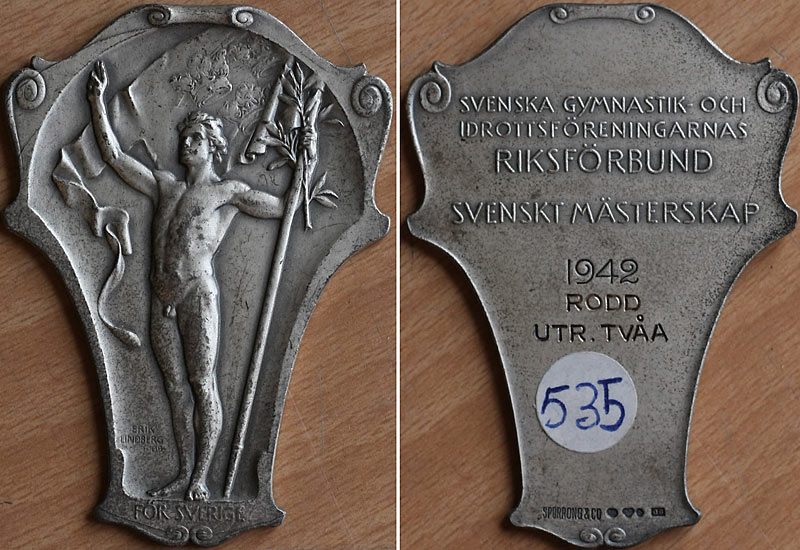 ERIK
LINDBERG
FÖR SVERIGE
SVENSKA GYMNASTIK- OCH
IDROTTSFÖRENINGARNAS
RIKSFÖRBUND
SVENSKT MÄSTERSKAP
1942
RODD
UTR. TVÅA
535
SPORRONG & CO